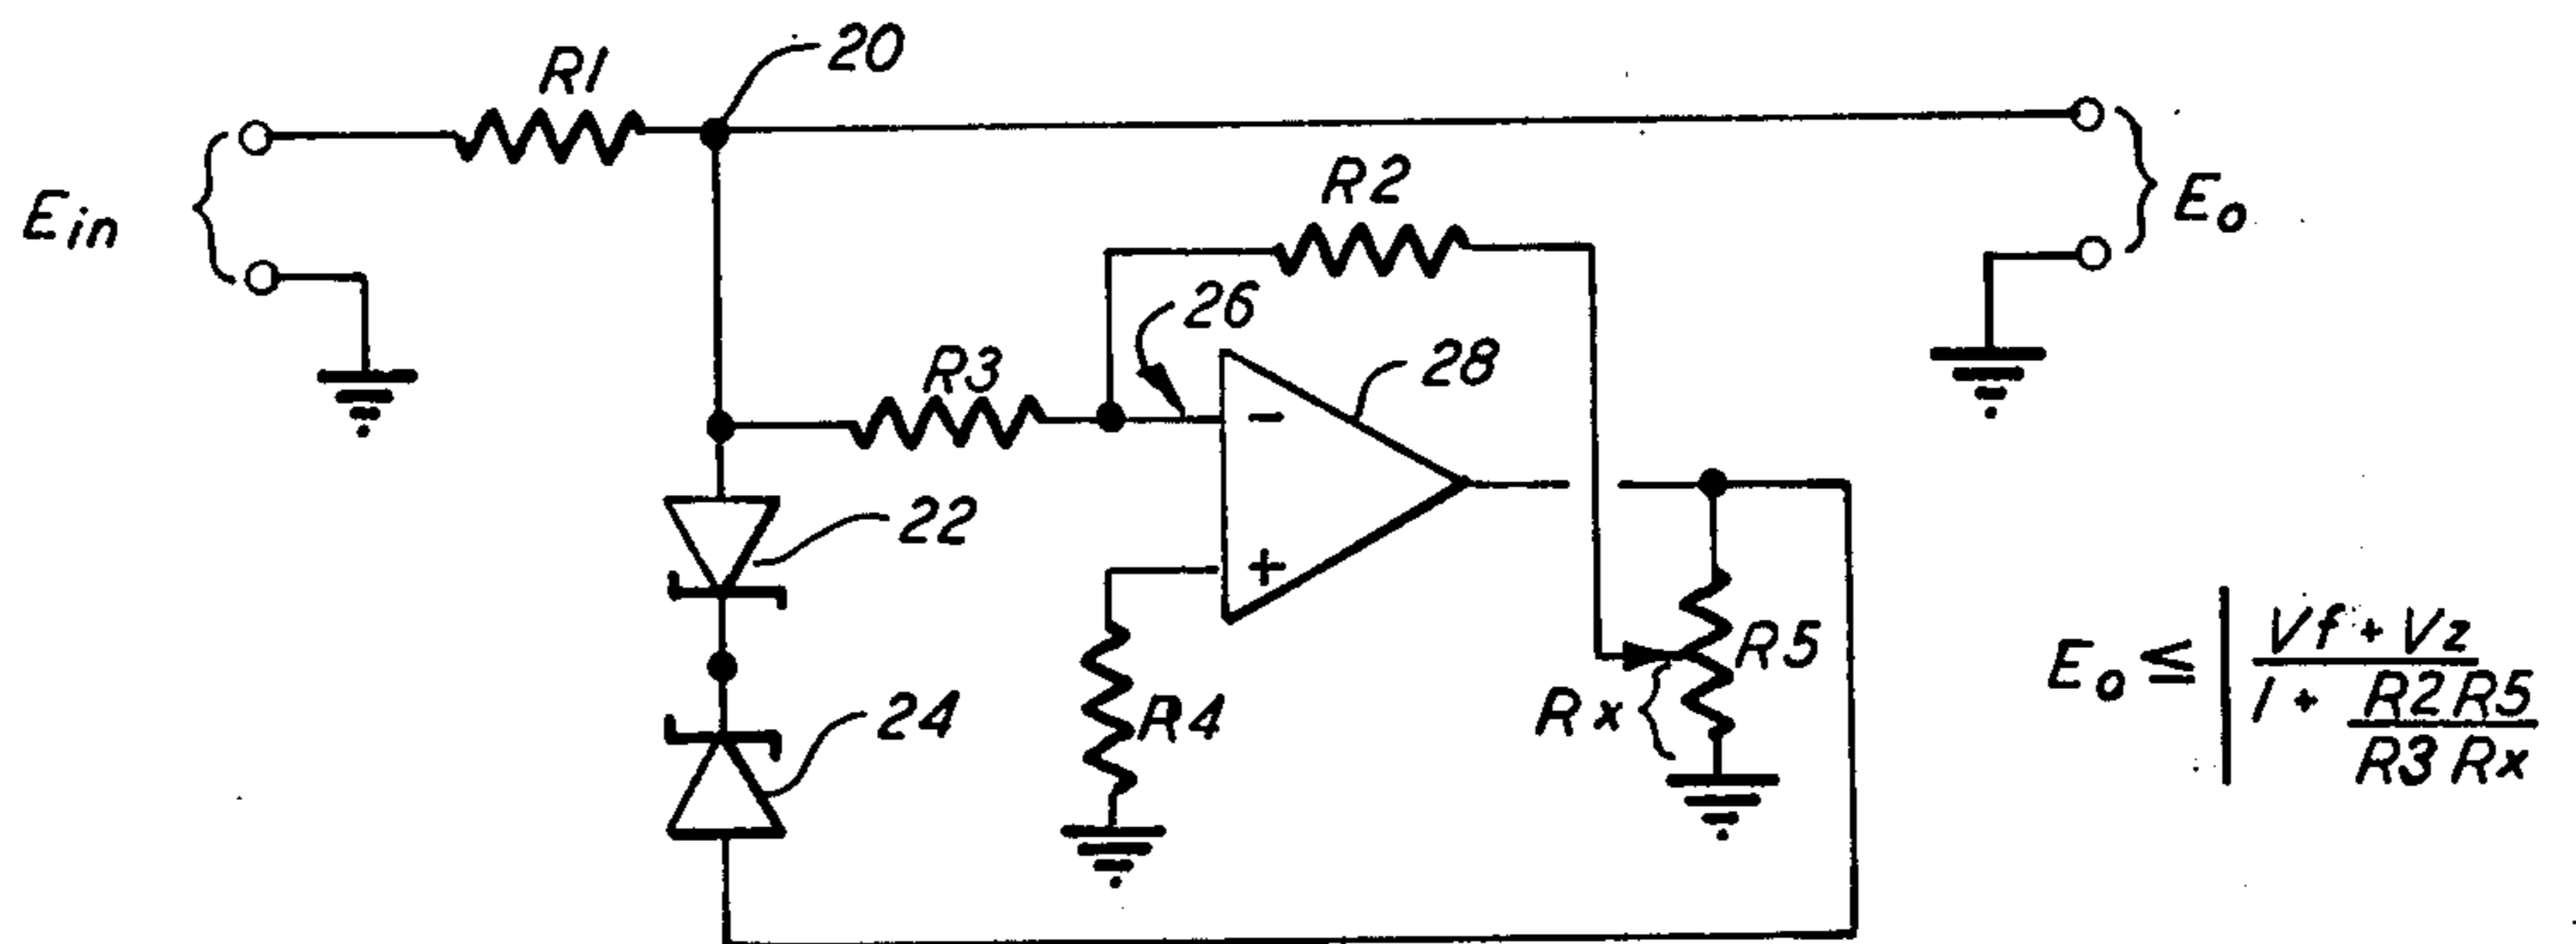 20
R1
R2
Ein
Eo
26
28
R3
-
22
+
R5
Rx
R4
24
Eo ≤ | Vf + Vz
1 + R2 R5
R3 Rx